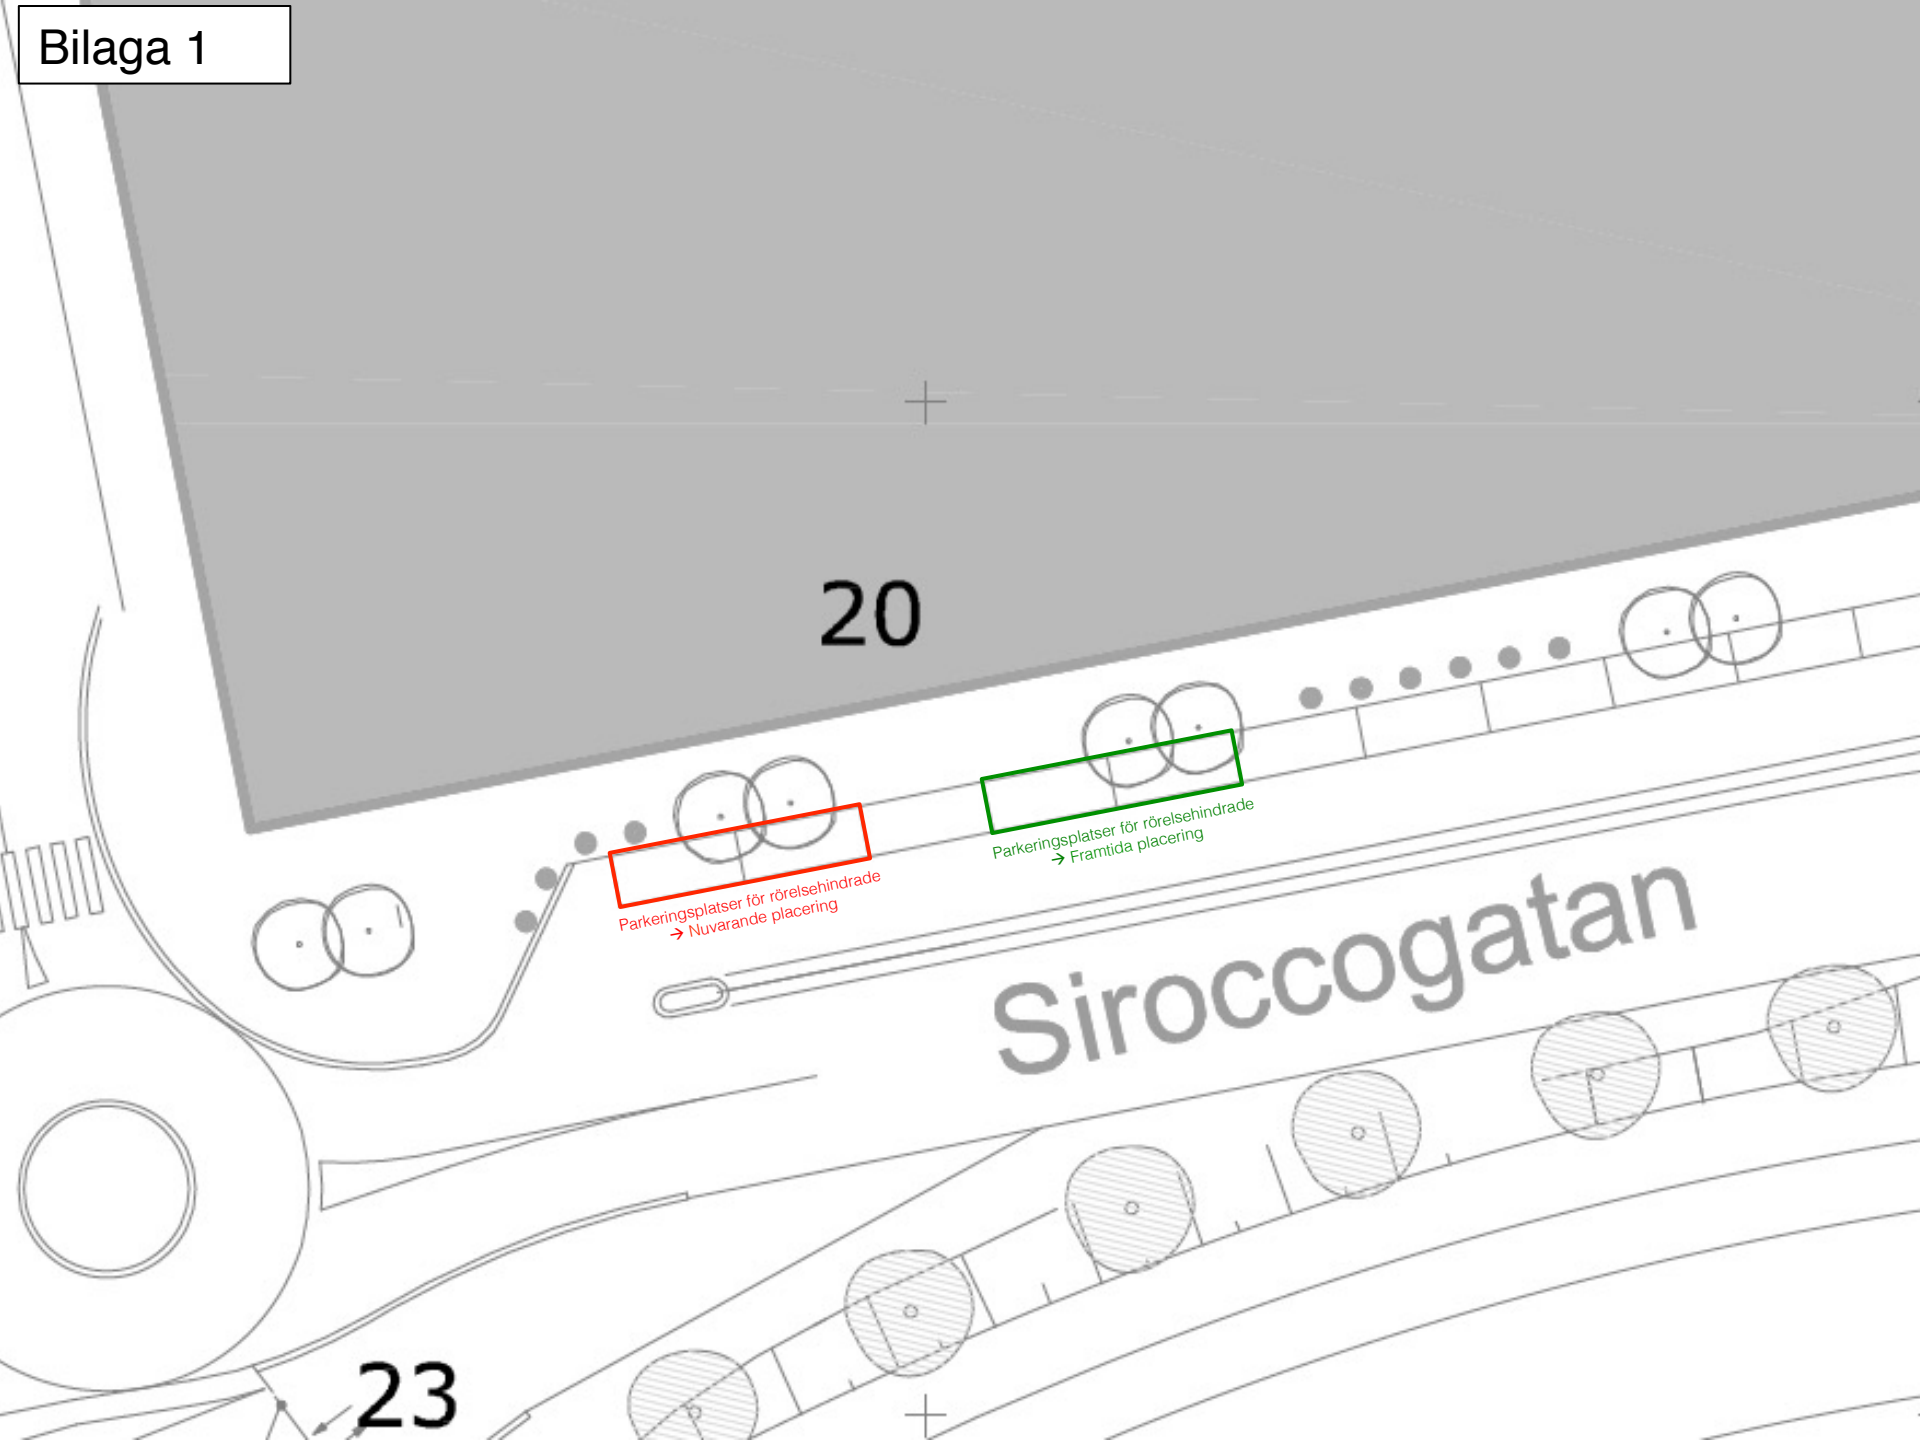 Bilaga 1
20
Parkeringsplatser för rörelsehindrade
→ Framtida placering
Parkeringsplatser för rörelsehindrade
→ Nuvarande placering
Siroccogatan
23